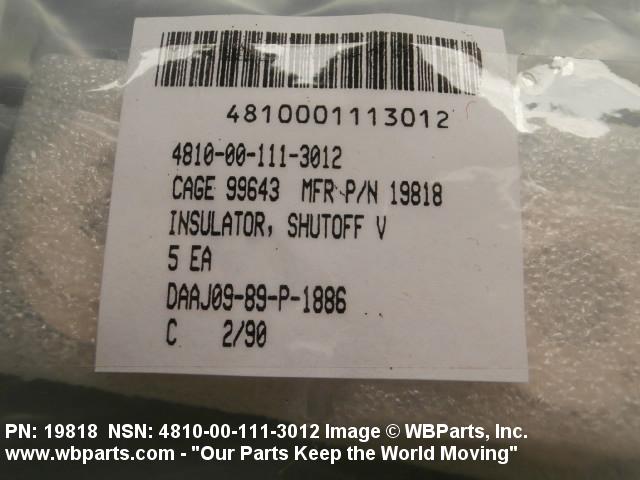 4810001113012
4810-00-111-3012
CAGE 99643 MFR P/N 19818
INSULATOR, SHUTOFF V
5 EA
DAAJ09-89-P-1886
C 2/90
PN: 19818 NSN: 4810-00-111-3012 Image © WBParts, Inc.
www.wbparts.com - "Our Parts Keep the World Moving"